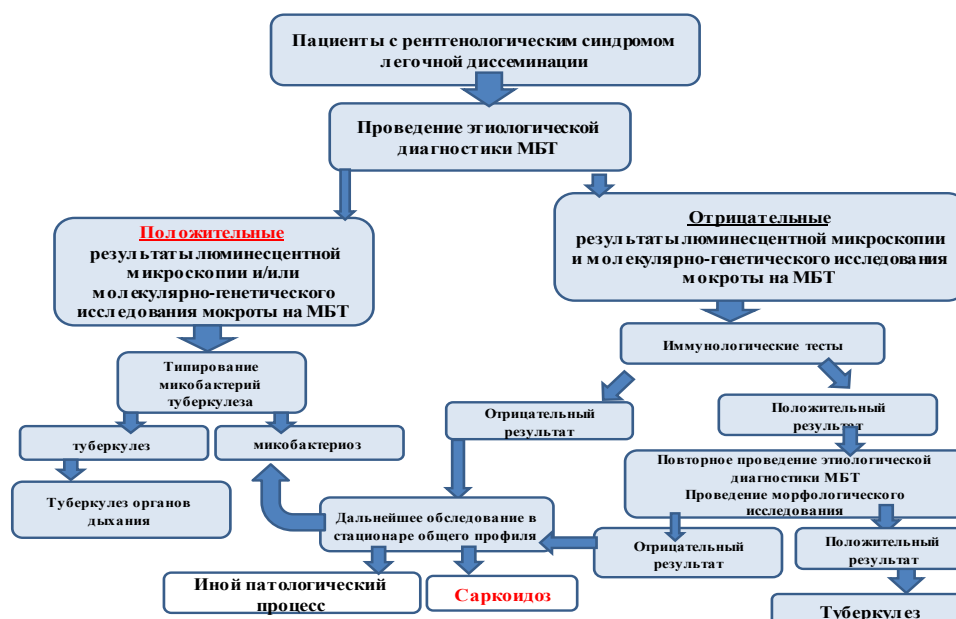 Пациенты с рентгенологическим синдромом
легочной диссеминации
Проведение этиологической
диагностики МБТ
Положительные
результаты люминесцентной
микроскопии и/или
молекулярно-генетического
исследования мокроты на МБТ
Отрицательные
результаты люминесцентной микроскопии
и молекулярно-генетического исследования
мокроты на МБТ
Типирование
микобактерий
туберкулеза
Иммунологические тесты
туберкулез
микобактериоз
Отрицательный
результат
Положительный
результат
Туберкулез органов
дыхания
Повторное проведение этиологической
диагностики МБТ
Проведение морфологического
исследования
Дальнейшее обследование в
стационаре общего профиля
Отрицательный
результат
Положительный
результат
Иной патологический
процесс
Саркоидоз
Туберкулез